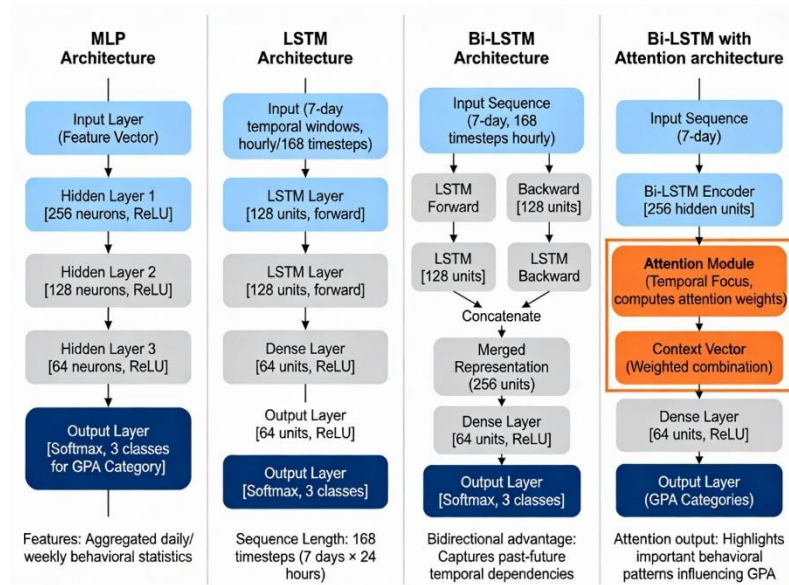 MLP
Architecture
Input Layer
(Feature Vector)
Hidden Layer 1
[256 neurons, ReLU]
Hidden Layer 2
[128 neurons, ReLU]
Hidden Layer 3
[64 neurons, ReLU]
Output Layer
[Softmax, 3 classes
for GPA Category]
Features: Aggregated daily/
weekly behavioral statistics
LSTM
Architecture
Input (7-day
temporal windows,
hourly/168 timesteps)
LSTM Layer
[128 units, forward]
LSTM Layer
[128 units, forward]
Dense Layer
[64 units, ReLU]
Output Layer
[64 units, ReLU]
Output Layer
[Softmax, 3 classes]
Sequence Length: 168
timesteps (7 days × 24
hours)
Bi-LSTM
Architecture
Input Sequence
(7-day, 168
timesteps hourly)
LSTM
Forward
Backward
[128 units]
LSTM
[128 units]
LSTM
Backward
Concatenate
Merged
Representation
(256 units)
Dense Layer
[64 units, ReLU]
Output Layer
[Softmax, 3 classes]
Bidirectional advantage:
Captures past-future
temporal dependencies
Bi-LSTM with
Attention architecture
Input Sequence
(7-day)
Bi-LSTM Encoder
[256 hidden units]
Attention Module
(Temporal Focus,
computes attention weights)
Context Vector
(Weighted combination)
Dense Layer
[64 units, ReLU]
Output Layer
(GPA Categories)
Attention output: Highlights
important behavioral
patterns influencing GPA